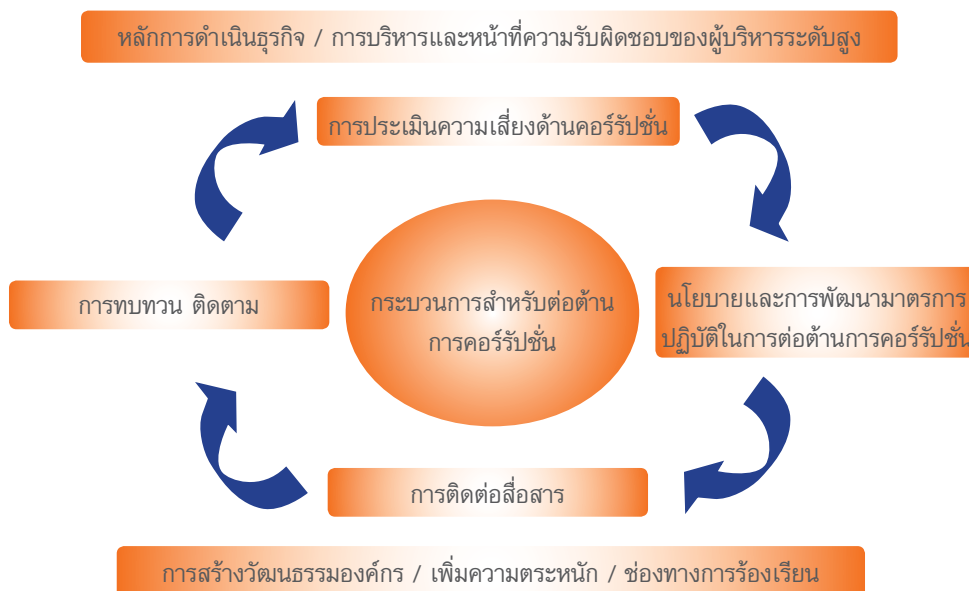 หลักการดำเนินธุรกิจ / การบริหารและหน้าที่ความรับผิดชอบของผู้บริหารระดับสูง
การประเมินความเสี่ยงด้านคอร์รัปชั่น
การทบทวน ติดตาม
กระบวนการสำหรับต่อต้าน
การคอร์รัปชั่น
นโยบายและการพัฒนามาตรการ
ปฏิบัติในการต่อต้านการคอร์รัปชั่น
การติดต่อสื่อสาร
การสร้างวัฒนธรรมองค์กร / เพิ่มความตระหนัก / ช่องทางการร้องเรียน